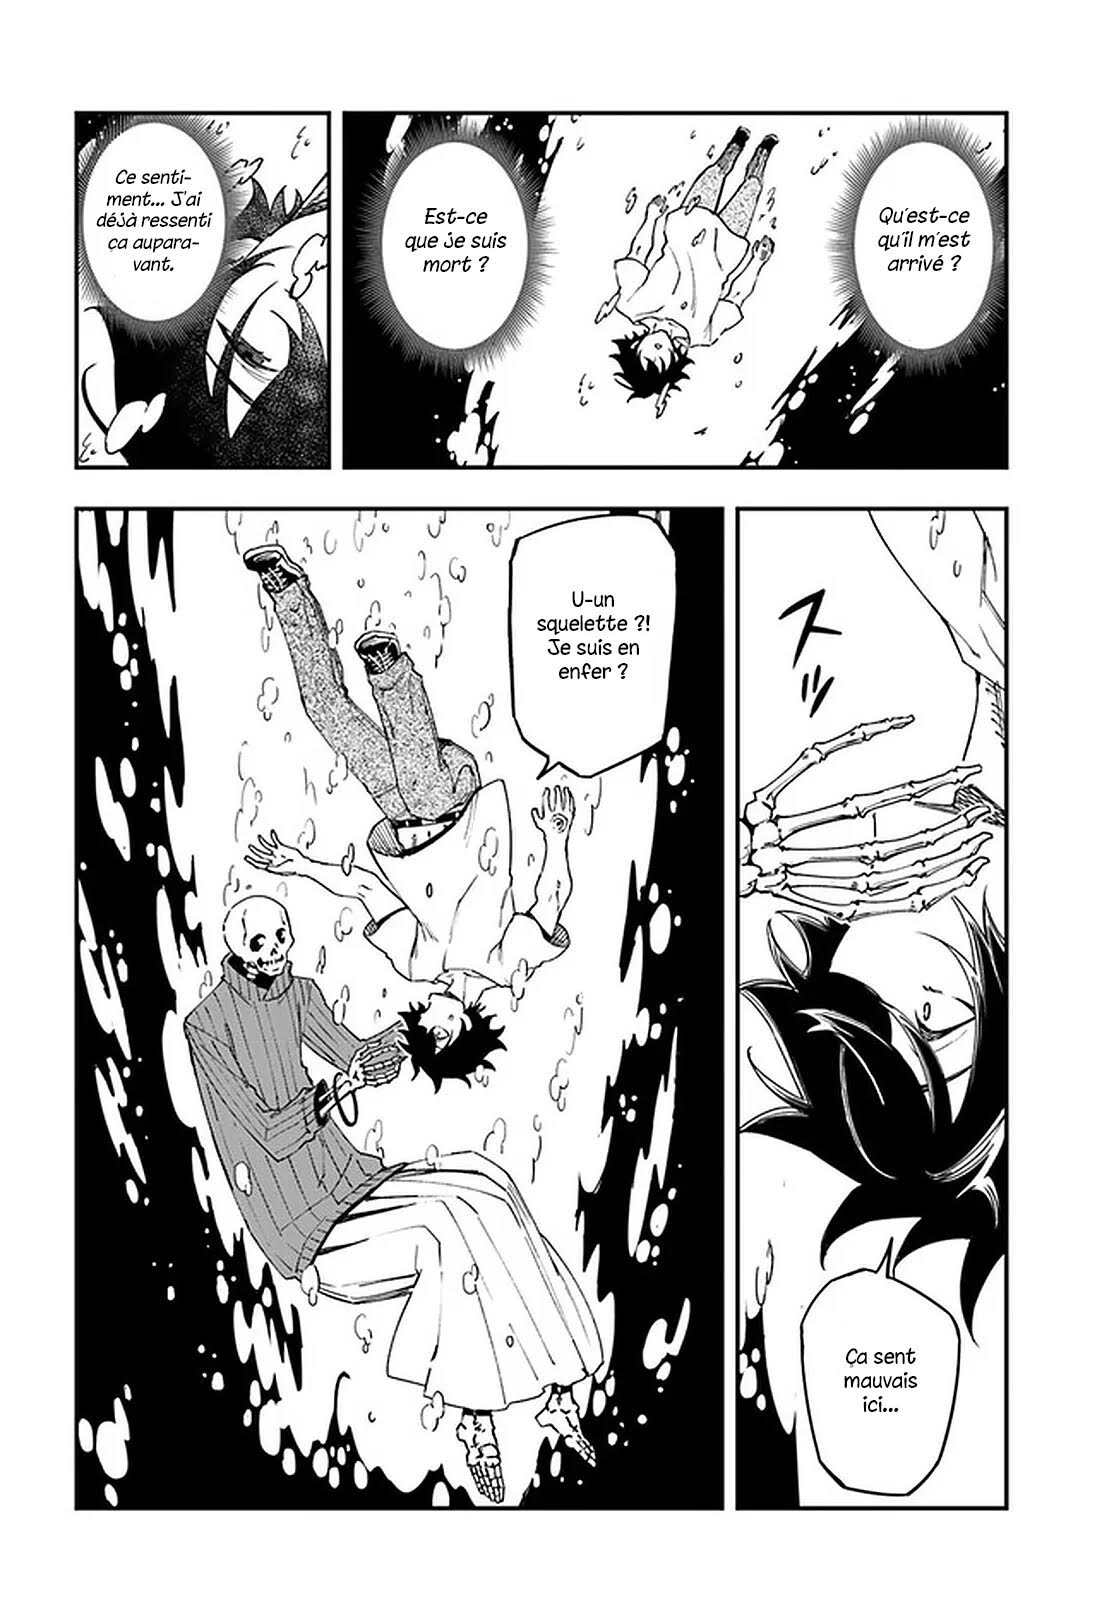 Qu'est-ce
qu'il m'est
arrivé ?
Est-ce
que je suis
mort ?
Ce senti-
ment... J'ai
déjà ressenti
ça aupara-
vant.
スッ
Ça sent
mauvais
ici...
U-un
squelette ?!
Je suis en
enfer ?